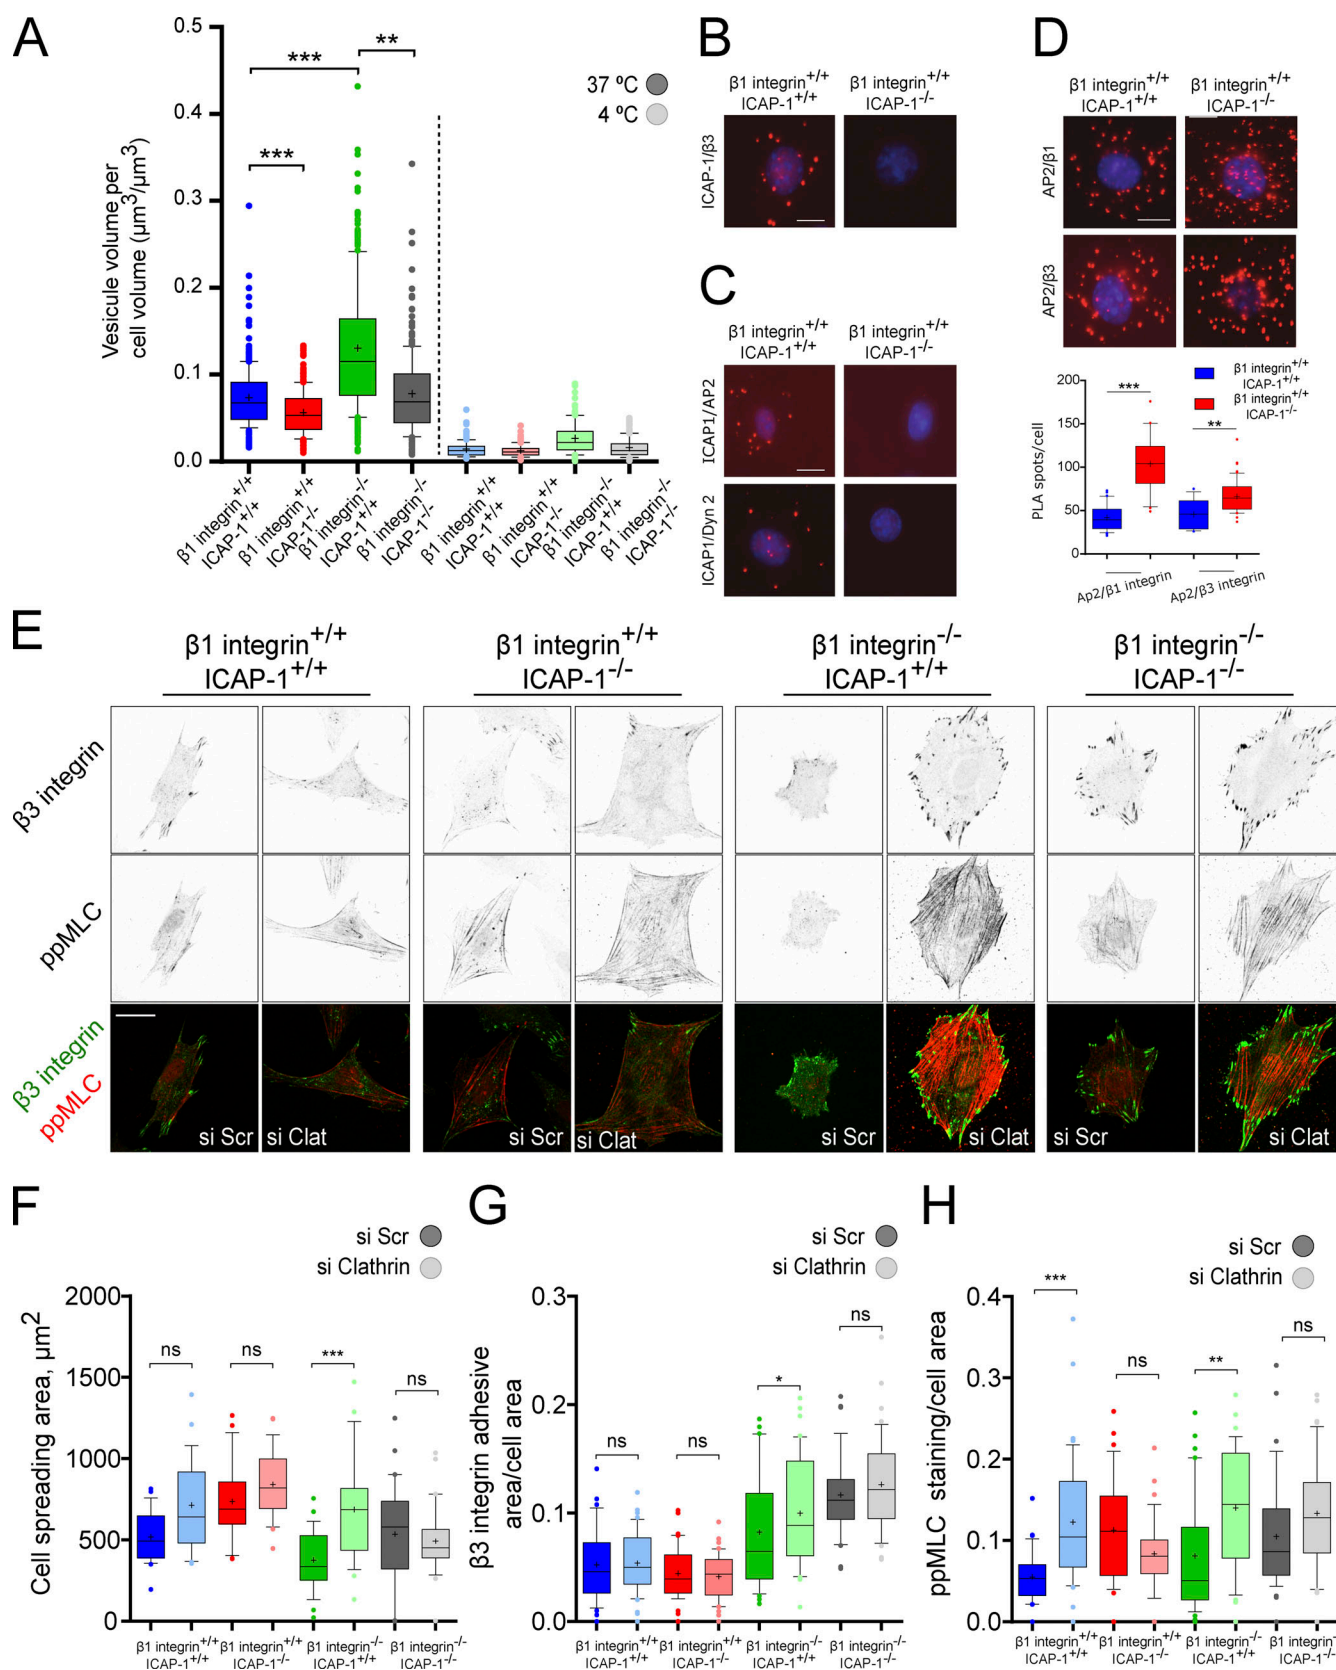 A
Vesicule volume per
cell volume (µm3/µm3)
0.5
0.4
0.3
0.2
0.1
0.0
***
***
**
37 ºC
4 ºC
β1 integrin+/+
ICAP-1+/+
β1 integrin+/+
ICAP-1-/-
β1 integrin-/-
ICAP-1+/+
β1 integrin-/-
ICAP-1-/-
β1 integrin+/+
ICAP-1+/+
β1 integrin+/+
ICAP-1-/-
β1 integrin-/-
ICAP-1+/+
β1 integrin-/-
ICAP-1-/-
B
β1 integrin+/+
ICAP-1+/+
β1 integrin+/+
ICAP-1-/-
ICAP-1/β3
C
β1 integrin+/+
ICAP-1+/+
β1 integrin+/+
ICAP-1-/-
ICAP1/AP2
ICAP1/Dyn 2
D
β1 integrin+/+
ICAP-1+/+
β1 integrin+/+
ICAP-1-/-
AP2/β1
AP2/β3
β1 integrin+/+
ICAP-1+/+
β1 integrin+/+
ICAP-1-/-
PLA spots/cell
200
150
100
50
0
***
**
Ap2/β1 integrin
Ap2/β3 integrin
E
β1 integrin+/+
ICAP-1+/+
β1 integrin+/+
ICAP-1-/-
β1 integrin-/-
ICAP-1+/+
β1 integrin-/-
ICAP-1-/-
β3 integrin
ppMLC
β3 integrin
ppMLC
si Scr
si Clat
si Scr
si Clat
si Scr
si Clat
si Scr
si Clat
F
si Scr
si Clathrin
Cell spreading area, µm2
2000
1500
1000
500
0
ns
ns
***
ns
β1 integrin+/+
ICAP-1+/+
β1 integrin+/+
ICAP-1-/-
β1 integrin-/-
ICAP-1+/+
β1 integrin-/-
ICAP-1-/-
G
si Scr
si Clathrin
β3 integrin adhesive
area/cell area
0.3
0.2
0.1
0.0
ns
ns
*
ns
β1 integrin+/+
ICAP-1+/+
β1 integrin+/+
ICAP-1-/-
β1 integrin-/-
ICAP-1+/+
β1 integrin-/-
ICAP-1-/-
H
si Scr
si Clathrin
ppMLC staining/cell area
0.4
0.3
0.2
0.1
0.0
***
ns
**
ns
β1 integrin+/+
ICAP-1+/+
β1 integrin+/+
ICAP-1-/-
β1 integrin-/-
ICAP-1+/+
β1 integrin-/-
ICAP-1-/-